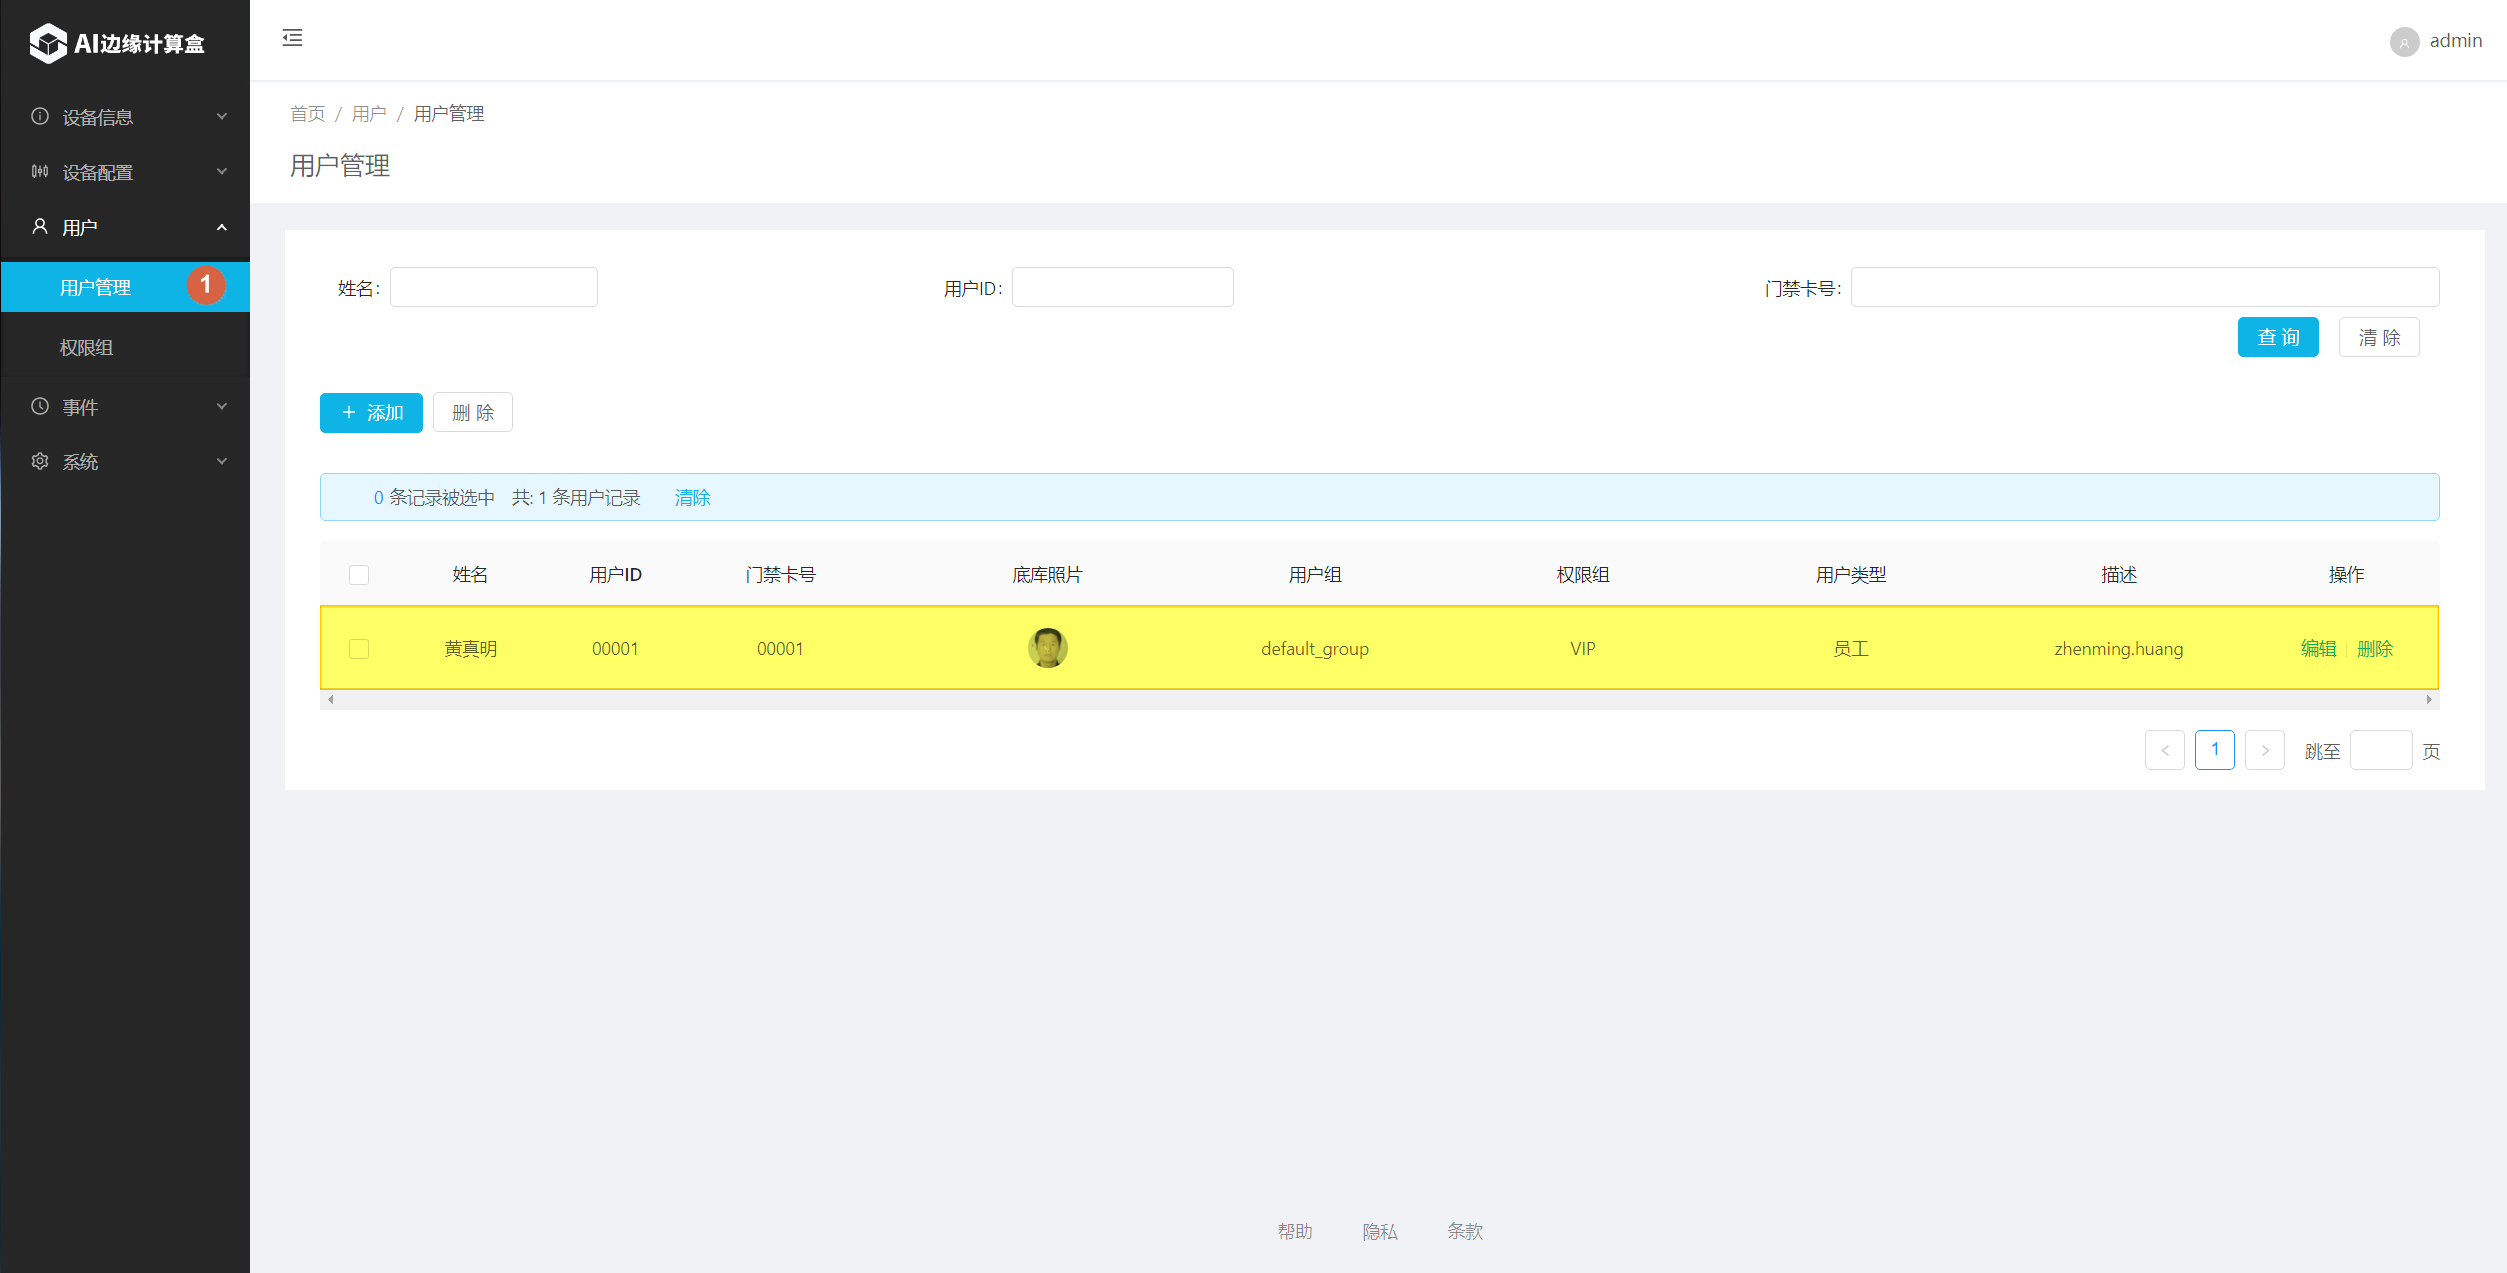 AI边缘计算盒
admin
设备信息
设备配置
用户
用户管理 1
权限组
事件
系统
首页 / 用户 / 用户管理
用户管理
姓名: 用户ID: 门禁卡号:
查 询 清 除
+ 添加 删 除
0 条记录被选中 共: 1 条用户记录 清除
姓名 用户ID 门禁卡号 底库照片 用户组 权限组 用户类型 描述 操作
黄真明 00001 00001 default_group VIP 员工 zhenming.huang 编辑 删除
< 1 > 跳至 页
帮助 隐私 条款